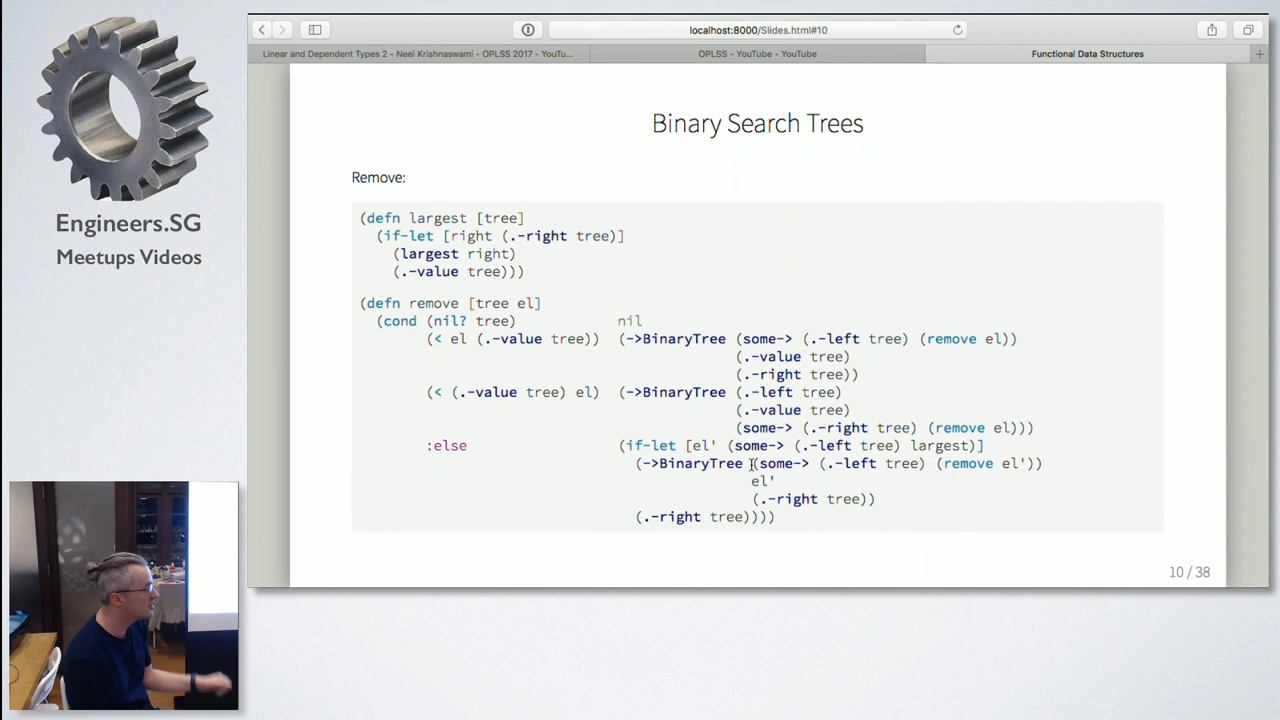 Engineers.SG
Meetups Videos
localhost:8000/Slides.html#10
Linear and Dependent Types 2 - Neel Krishnaswami - OPLSS 2017 - YouTu...
OPLSS - YouTube - YouTube
Functional Data Structures
Binary Search Trees
Remove:
(defn largest [tree]
(if-let [right (.-right tree)]
(largest right)
(.-value tree)))
(defn remove [tree el]
(cond (nil? tree) nil
(< el (.-value tree)) (->BinaryTree (some-> (.-left tree) (remove el))
(.-value tree)
(.-right tree))
(< (.-value tree) el) (->BinaryTree (.-left tree)
(.-value tree)
(some-> (.-right tree) (remove el)))
:else (if-let [el' (some-> (.-left tree) largest)]
(->BinaryTree (some-> (.-left tree) (remove el'))
el'
(.-right tree))
(.-right tree))))
10 / 38